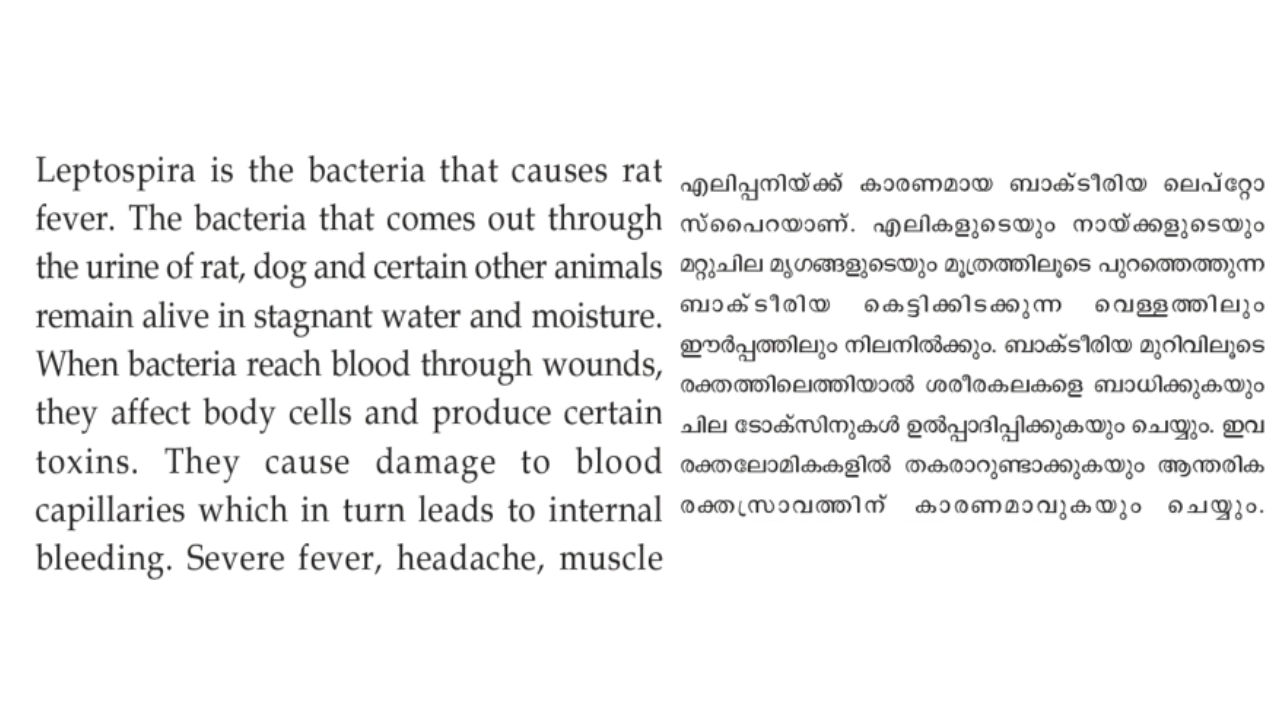 Leptospira is the bacteria that causes rat
fever. The bacteria that comes out through
the urine of rat, dog and certain other animals
remain alive in stagnant water and moisture.
When bacteria reach blood through wounds,
they affect body cells and produce certain
toxins. They cause damage to blood
capillaries which in turn leads to internal
bleeding. Severe fever, headache, muscle
എലിപ്പനിയ്ക്ക് കാരണമായ ബാക്ടീരിയ ലെപ്റ്റോ
സ്പൈറയാണ്. എലികളുടെയും നായ്ക്കളുടെയും
മറ്റുചില മൃഗങ്ങളുടെയും മൂത്രത്തിലൂടെ പുറത്തെത്തുന്ന
ബാക്ടീരിയ കെട്ടിക്കിടക്കുന്ന വെള്ളത്തിലും
ഈർപ്പത്തിലും നിലനിൽക്കും. ബാക്ടീരിയ മുറിവിലൂടെ
രക്തത്തിലെത്തിയാൽ ശരീരകലകളെ ബാധിക്കുകയും
ചില ടോക്സിനുകൾ ഉൽപ്പാദിപ്പിക്കുകയും ചെയ്യും. ഇവ
രക്തലോമികകളിൽ തകരാറുണ്ടാക്കുകയും ആന്തരിക
രക്തസ്രാവത്തിന് കാരണമാവുകയും ചെയ്യും.